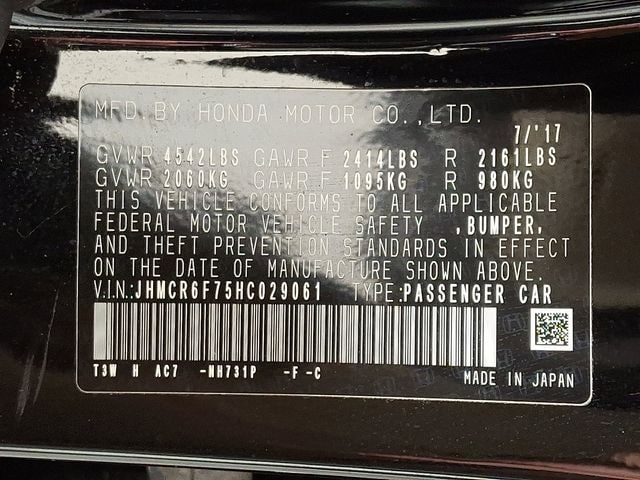 MFD BY HONDA MOTOR CO., LTD.
7/'17
GVWR 4542LBS GAWR F 2414LBS R 2161LBS
GVWR 2060KG GAWR F 1095KG R 980KG
THIS VEHICLE CONFORMS TO ALL APPLICABLE
FEDERAL MOTOR VEHICLE SAFETY ,BUMPER,
AND THEFT PREVENTION STANDARDS IN EFFECT
ON THE DATE OF MANUFACTURE SHOWN ABOVE.
V.I.N:JHMCR6F75HC029061 TYPE:PASSENGER CAR
T3W H AC7 -NH731P -F -C
MADE IN JAPAN